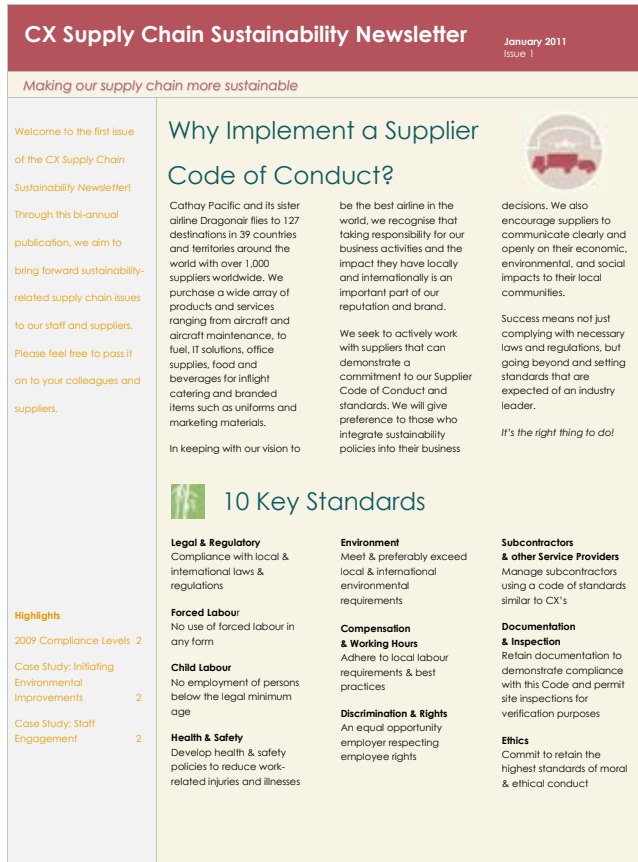 CX Supply Chain Sustainability Newsletter
January 2011
Issue 1
Making our supply chain more sustainable
Welcome to the first issue
of the CX Supply Chain
Sustainability Newsletter!
Through this bi-annual
publication, we aim to
bring forward sustainability-
related supply chain issues
to our staff and suppliers.
Please feel free to pass it
on to your colleagues and
suppliers.
Highlights
2009 Compliance Levels 2
Case Study: Initiating
Environmental
Improvements 2
Case Study: Staff
Engagement 2
Why Implement a Supplier
Code of Conduct?
Cathay Pacific and its sister
airline Dragonair flies to 127
destinations in 39 countries
and territories around the
world with over 1,000
suppliers worldwide. We
purchase a wide array of
products and services
ranging from aircraft and
aircraft maintenance, to
fuel, IT solutions, office
supplies, food and
beverages for inflight
catering and branded
items such as uniforms and
marketing materials.
In keeping with our vision to
be the best airline in the
world, we recognise that
taking responsibility for our
business activities and the
impact they have locally
and internationally is an
important part of our
reputation and brand.
We seek to actively work
with suppliers that can
demonstrate a
commitment to our Supplier
Code of Conduct and
standards. We will give
preference to those who
integrate sustainability
policies into their business
decisions. We also
encourage suppliers to
communicate clearly and
openly on their economic,
environmental, and social
impacts to their local
communities.
Success means not just
complying with necessary
laws and regulations, but
going beyond and setting
standards that are
expected of an industry
leader.
It's the right thing to do!
10 Key Standards
Legal & Regulatory
Compliance with local &
international laws &
regulations
Forced Labour
No use of forced labour in
any form
Child Labour
No employment of persons
below the legal minimum
age
Health & Safety
Develop health & safety
policies to reduce work-
related injuries and illnesses
Environment
Meet & preferably exceed
local & international
environmental
requirements
Compensation
& Working Hours
Adhere to local labour
requirements & best
practices
Discrimination & Rights
An equal opportunity
employer respecting
employee rights
Subcontractors
& other Service Providers
Manage subcontractors
using a code of standards
similar to CX's
Documentation
& Inspection
Retain documentation to
demonstrate compliance
with this Code and permit
site inspections for
verification purposes
Ethics
Commit to retain the
highest standards of moral
& ethical conduct